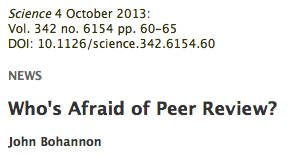 Science 4 October 2013:
Vol. 342 no. 6154 pp. 60-65
DOI: 10.1126/science.342.6154.60
NEWS
Who's Afraid of Peer Review?
John Bohannon